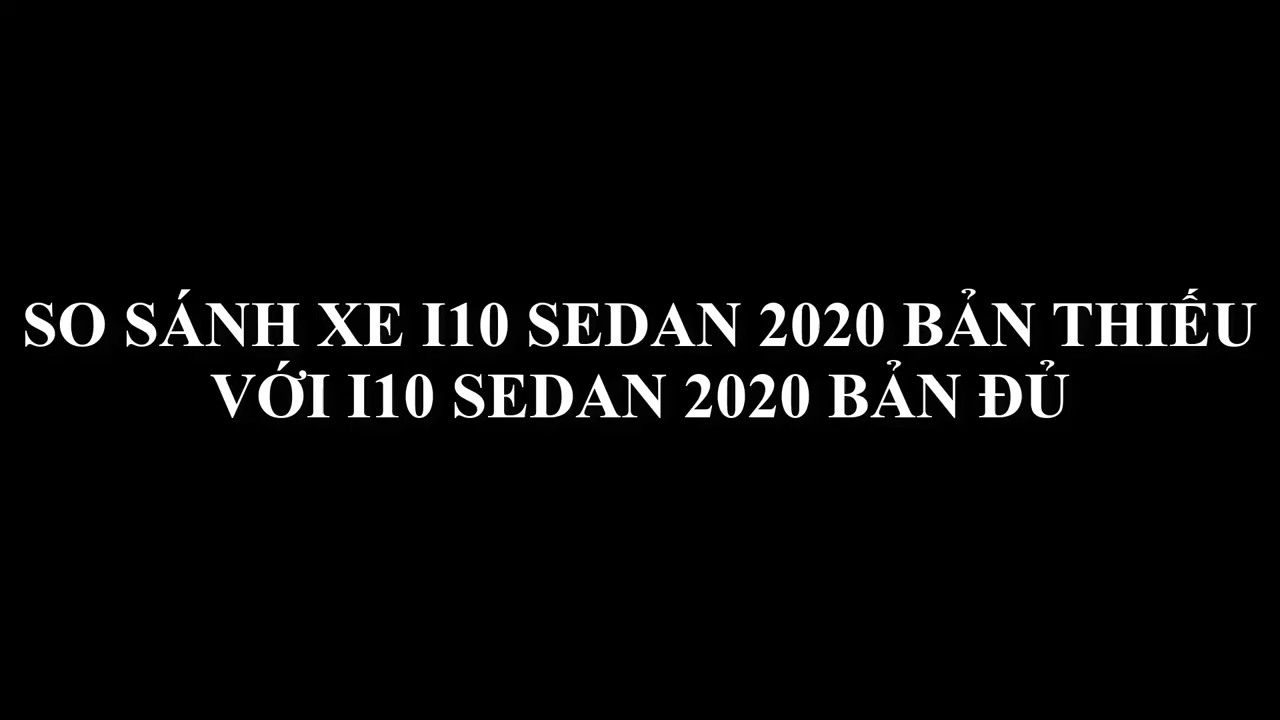 SO SÁNH XE I10 SEDAN 2020 BẢN THIẾU
VỚI I10 SEDAN 2020 BẢN ĐỦ